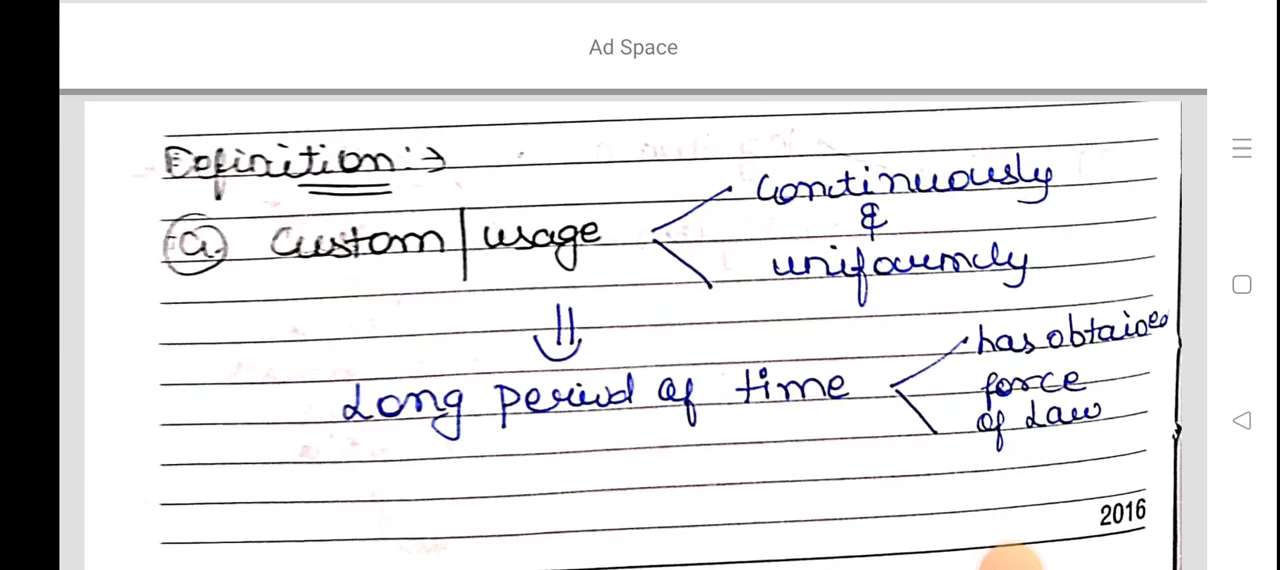 Ad Space
Definition :→
(a) Custom | usage
Continuously
&
uniformly
⇓
Long period of time
has obtained
force
of Law
2016